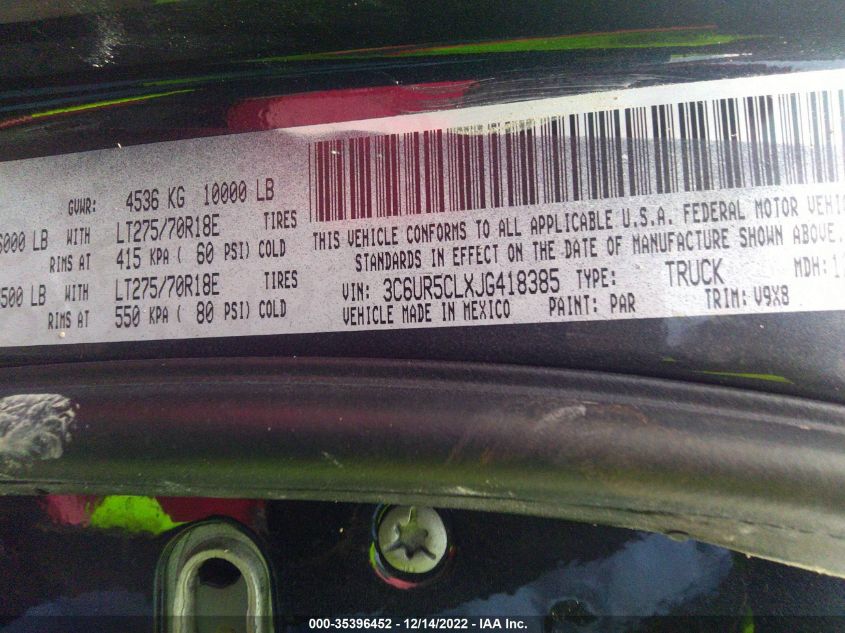 GVWR: 4536 KG 10000 LB
6000 LB WITH LT275/70R18E TIRES
RIMS AT 415 KPA ( 60 PSI) COLD
500 LB WITH LT275/70R18E TIRES
RIMS AT 550 KPA ( 80 PSI) COLD
THIS VEHICLE CONFORMS TO ALL APPLICABLE U.S.A. FEDERAL MOTOR VEHI
STANDARDS IN EFFECT ON THE DATE OF MANUFACTURE SHOWN ABOVE.
VIN: 3C6UR5CLXJG418385 TYPE: TRUCK MDH: 1
VEHICLE MADE IN MEXICO PAINT: PAR TRIM: V9X8
000-35396452 - 12/14/2022 - IAA Inc.